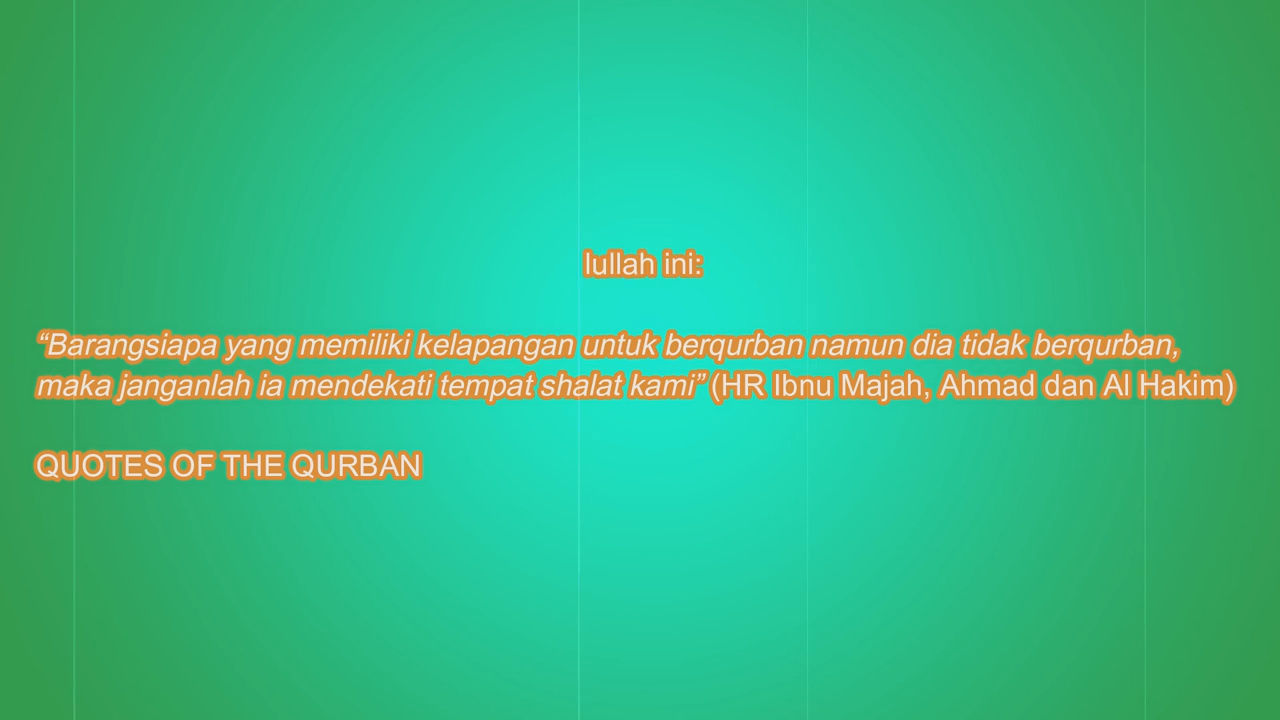 lullah ini:
“Barangsiapa yang memiliki kelapangan untuk berqurban namun dia tidak berqurban,
maka janganlah ia mendekati tempat shalat kami” (HR Ibnu Majah, Ahmad dan Al Hakim)
QUOTES OF THE QURBAN